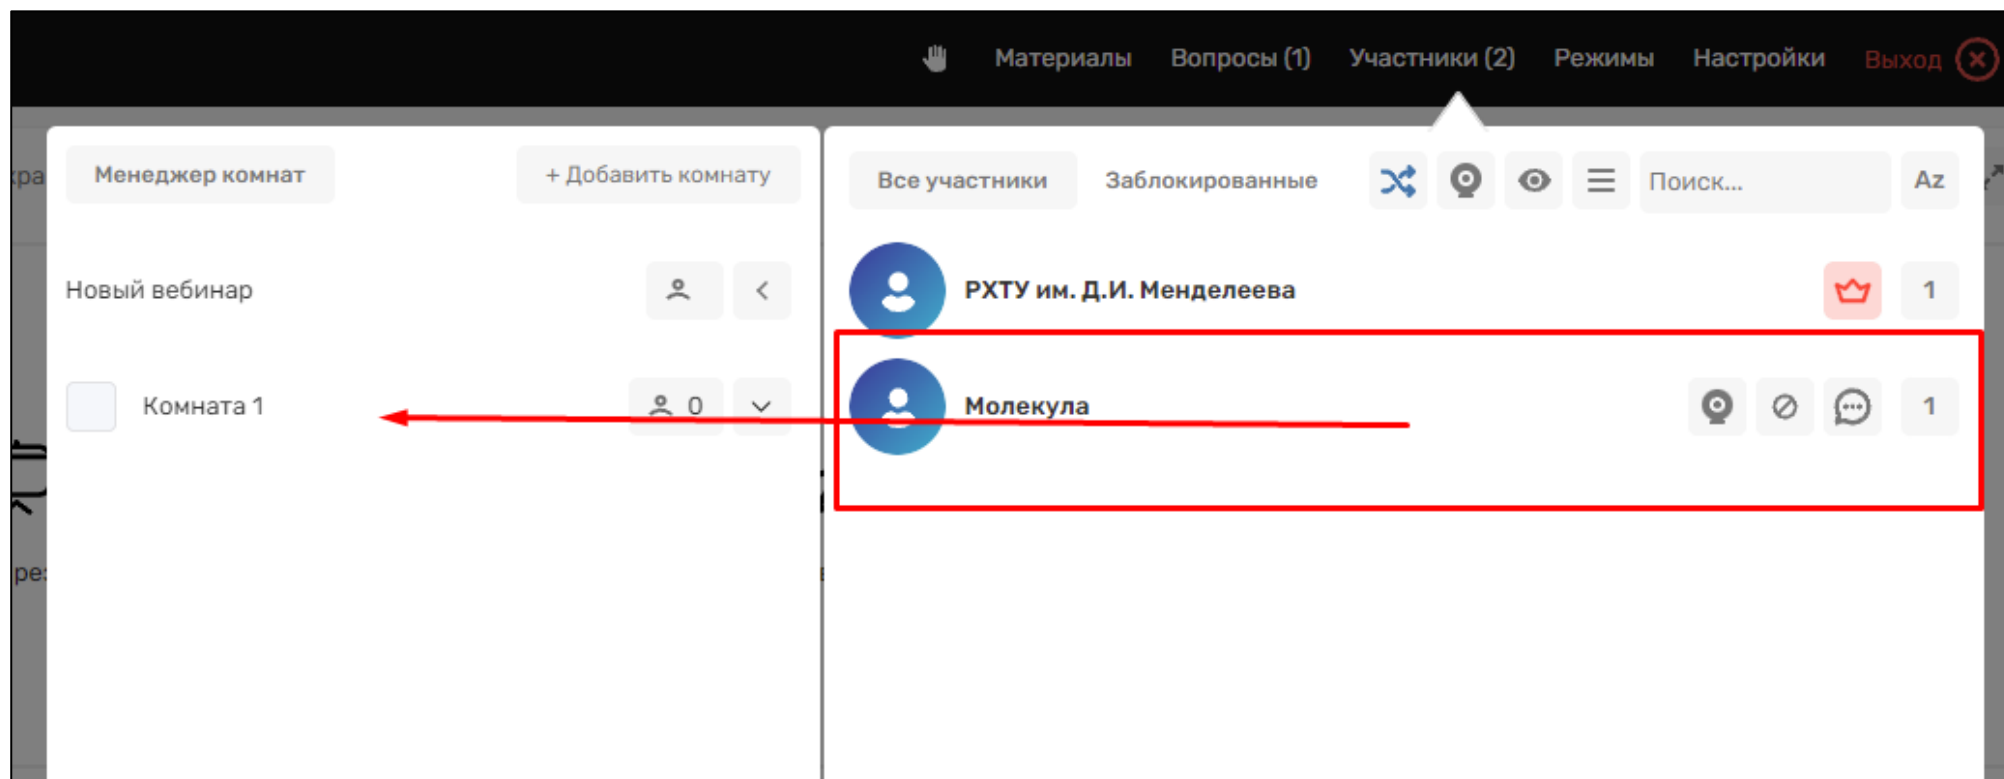 Материалы Вопросы (1) Участники (2) Режимы Настройки Выход
Менеджер комнат + Добавить комнату
Все участники Заблокированные Поиск... Az
Новый вебинар
РХТУ им. Д.И. Менделеева 1
Комната 1 0
Молекула 1